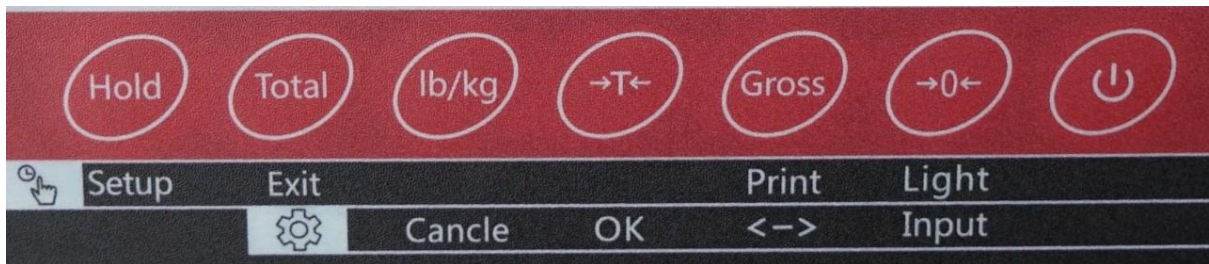 Hold Total lb/kg →T← Gross →0←
Setup Exit Print Light
Cancle OK <–> Input